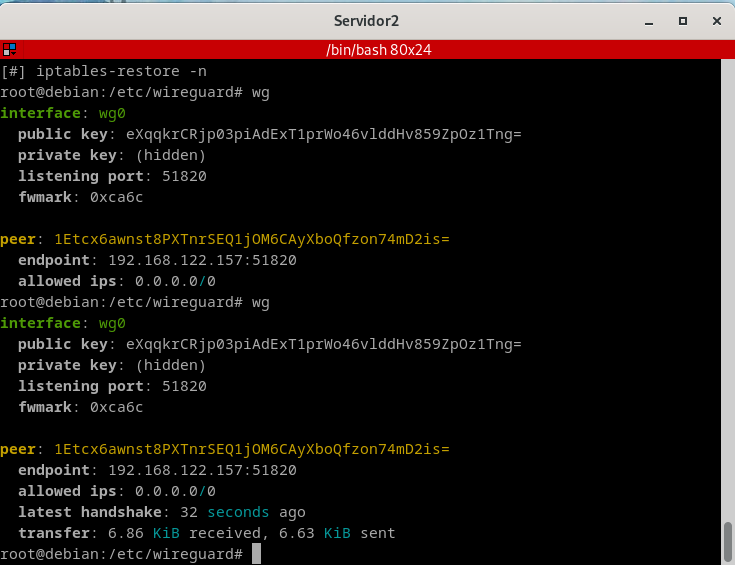 Servidor2
/bin/bash 80x24
[#] iptables-restore -n
root@debian:/etc/wireguard# wg
interface: wg0
  public key: eXqqkrCRjp03piAdExT1prWo46vlddHv859ZpOz1Tng=
  private key: (hidden)
  listening port: 51820
  fwmark: 0xca6c

peer: 1Etcx6awnst8PXTnrSEQ1jOM6CAyXboQfzon74mD2is=
  endpoint: 192.168.122.157:51820
  allowed ips: 0.0.0.0/0
root@debian:/etc/wireguard# wg
interface: wg0
  public key: eXqqkrCRjp03piAdExT1prWo46vlddHv859ZpOz1Tng=
  private key: (hidden)
  listening port: 51820
  fwmark: 0xca6c

peer: 1Etcx6awnst8PXTnrSEQ1jOM6CAyXboQfzon74mD2is=
  endpoint: 192.168.122.157:51820
  allowed ips: 0.0.0.0/0
  latest handshake: 32 seconds ago
  transfer: 6.86 KiB received, 6.63 KiB sent
root@debian:/etc/wireguard#